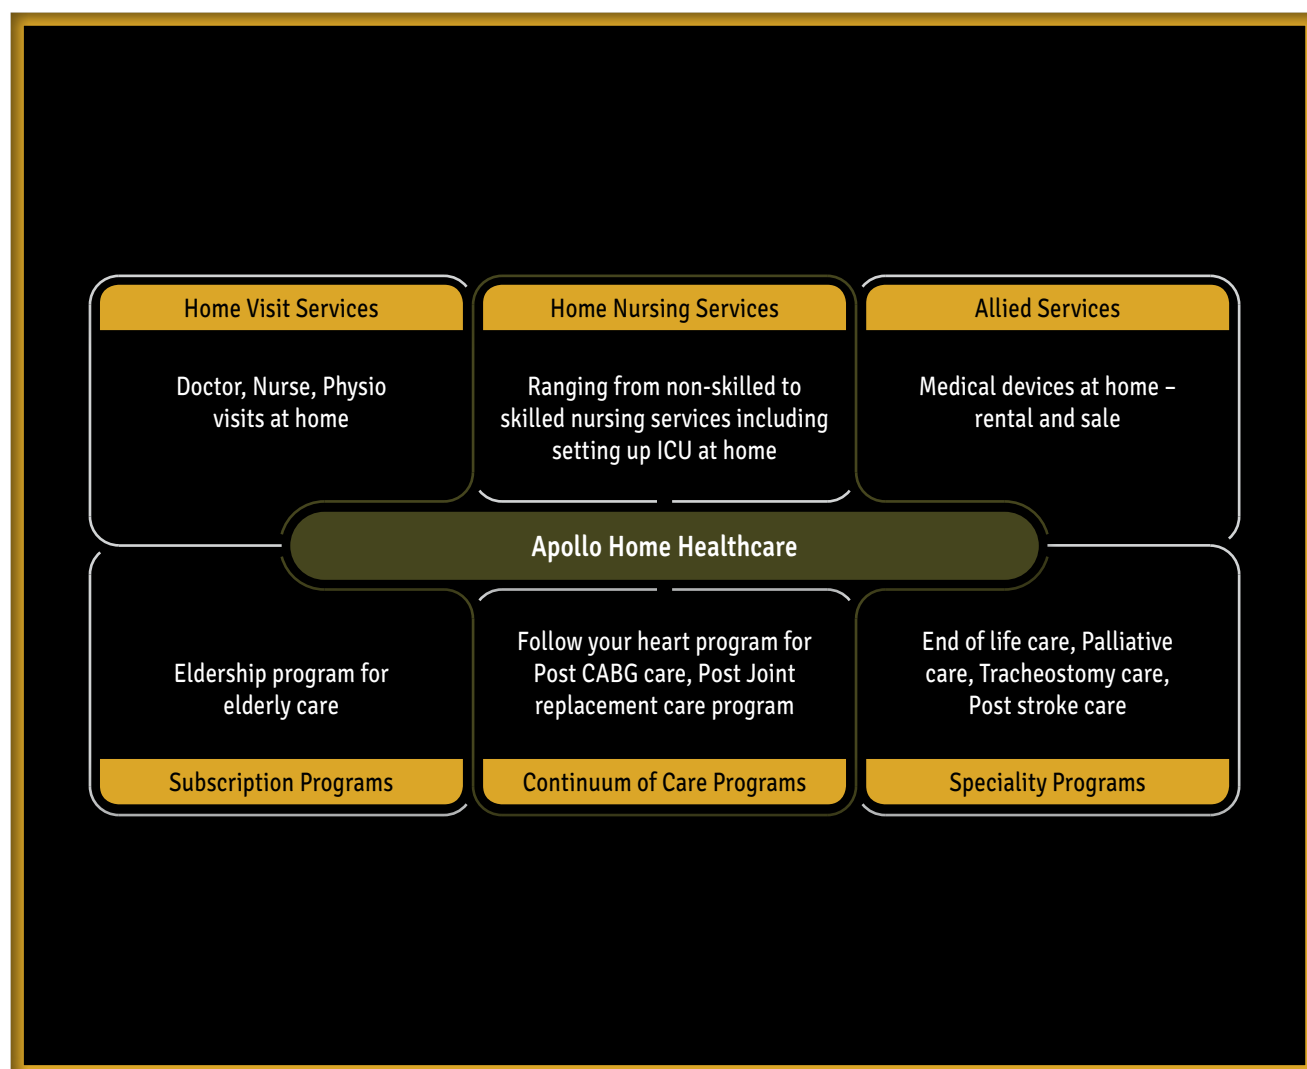 Home Visit Services
Doctor, Nurse, Physio
visits at home
Home Nursing Services
Ranging from non-skilled to
skilled nursing services including
setting up ICU at home
Allied Services
Medical devices at home –
rental and sale
Apollo Home Healthcare
Eldership program for
elderly care
Subscription Programs
Follow your heart program for
Post CABG care, Post Joint
replacement care program
Continuum of Care Programs
End of life care, Palliative
care, Tracheostomy care,
Post stroke care
Speciality Programs